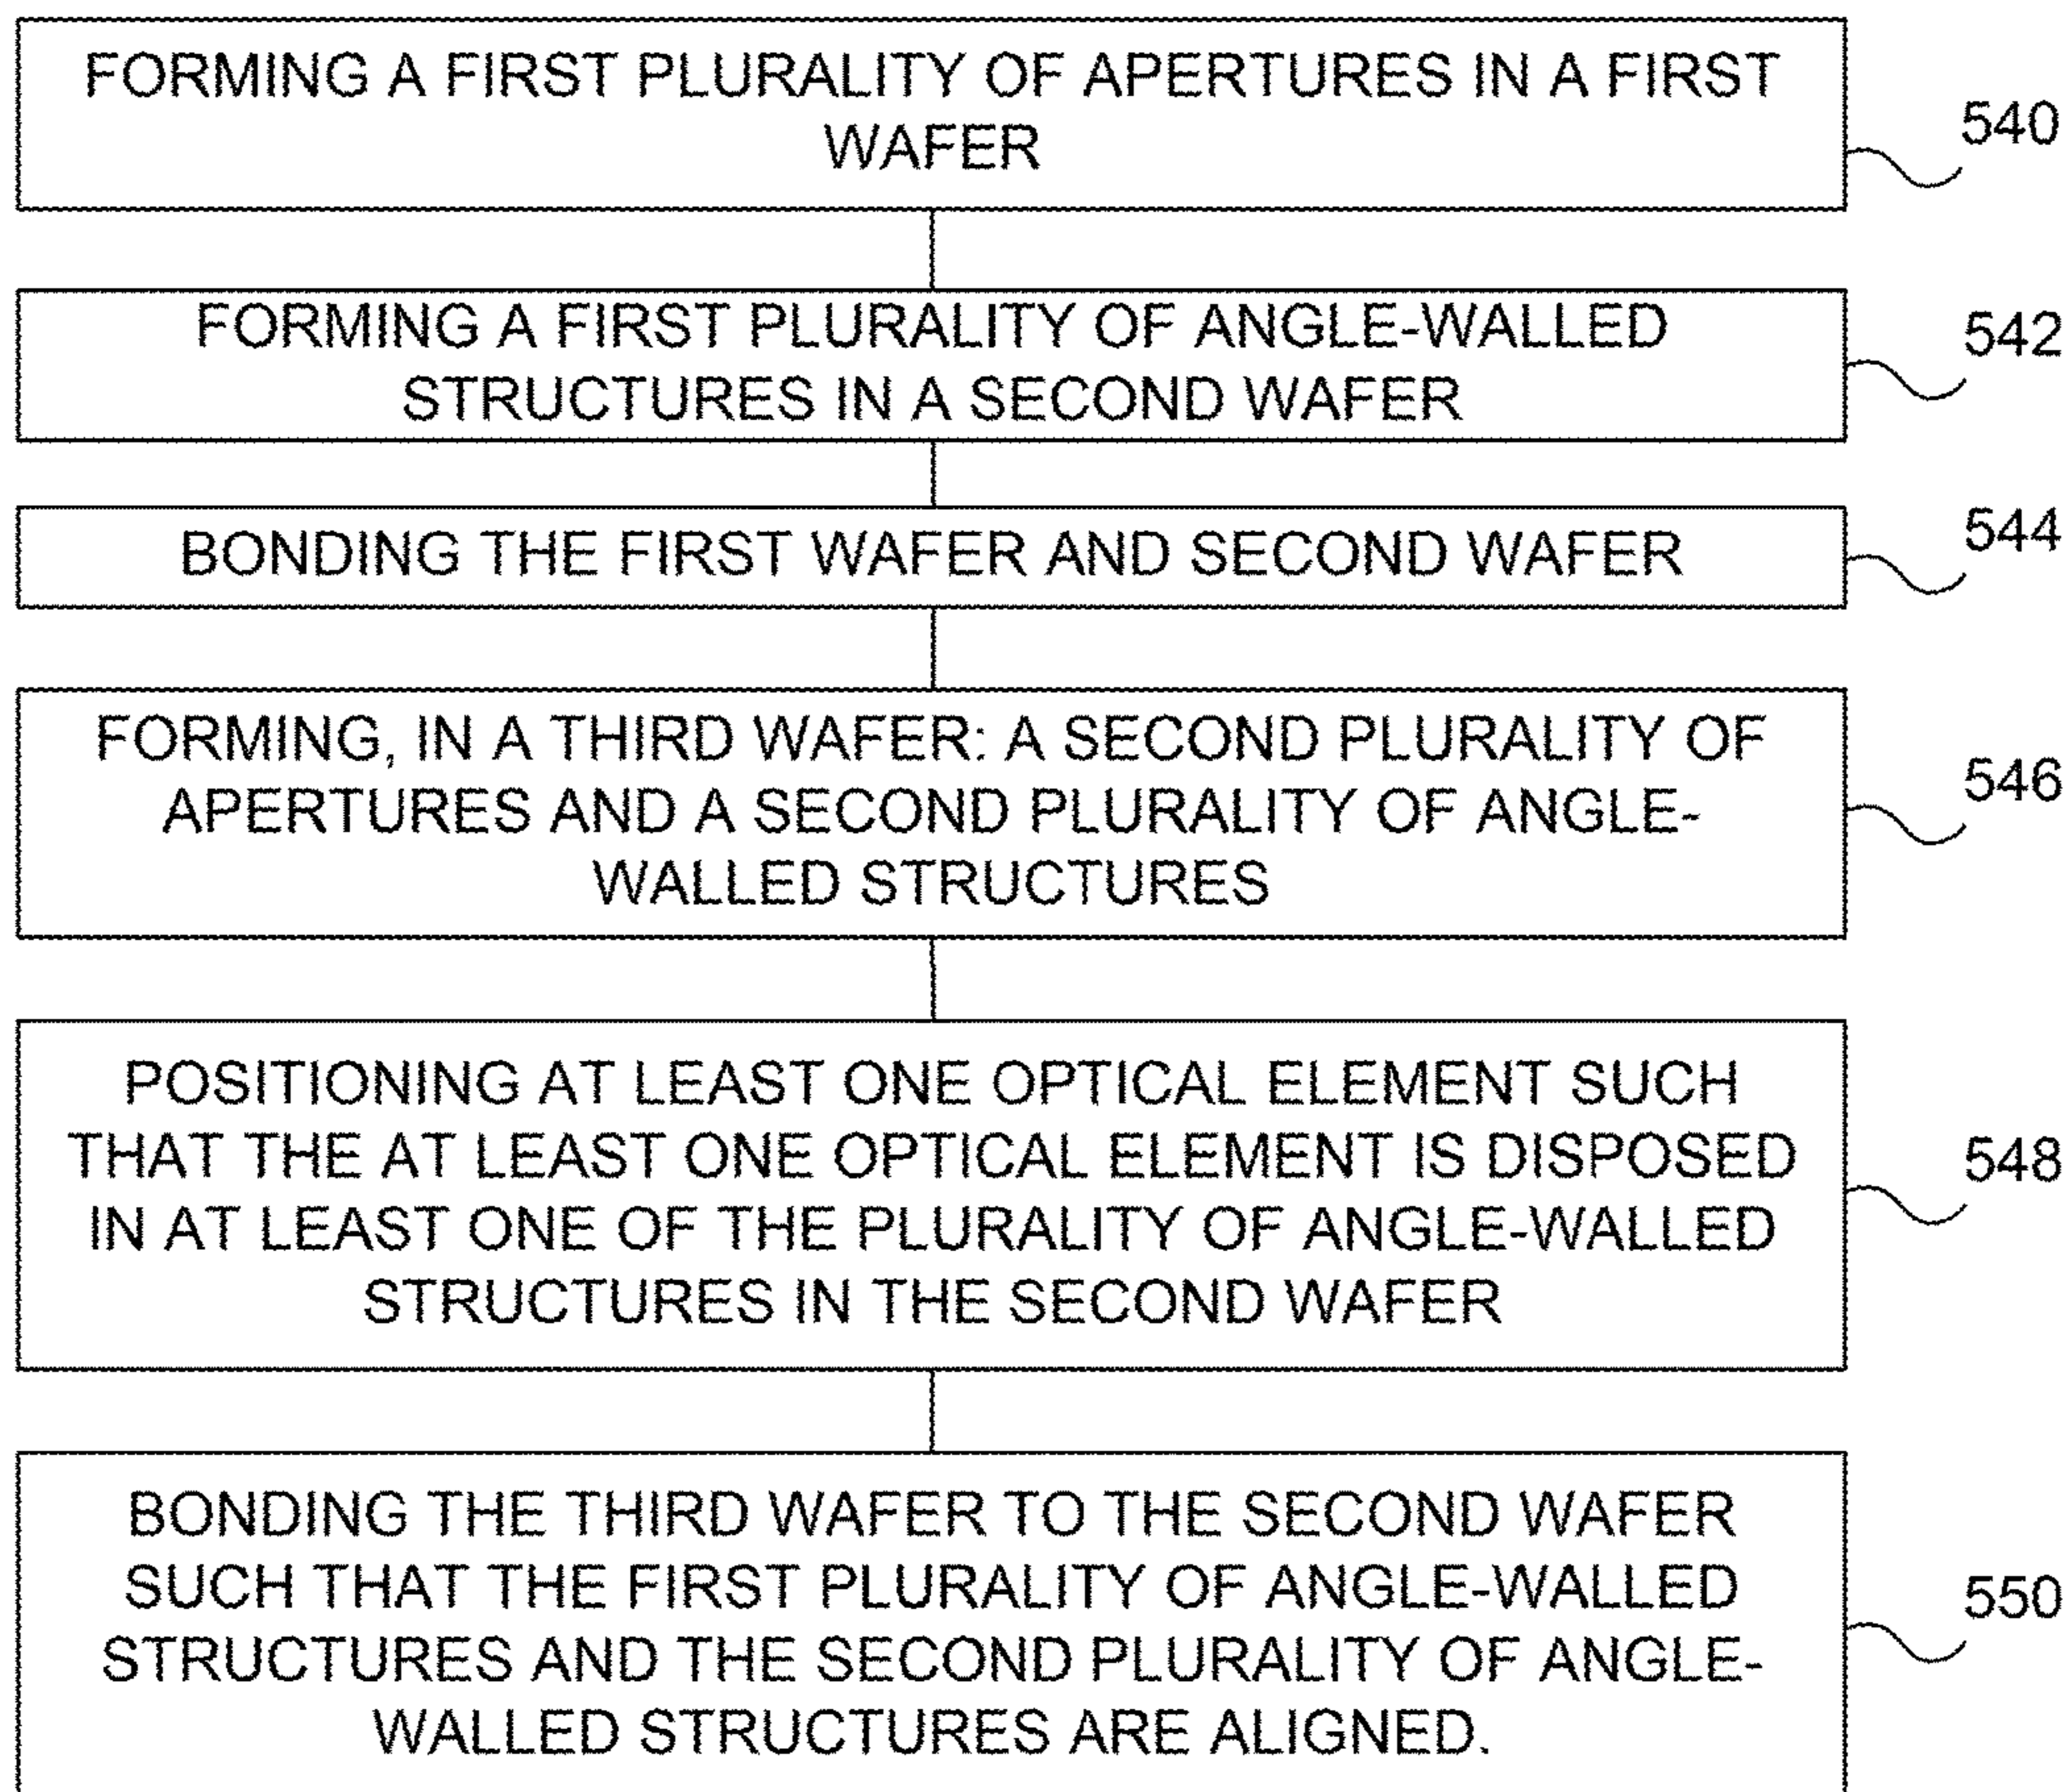 FORMING A FIRST PLURALITY OF APERTURES IN A FIRST
WAFER
540
FORMING A FIRST PLURALITY OF ANGLE-WALLED
STRUCTURES IN A SECOND WAFER
542
BONDING THE FIRST WAFER AND SECOND WAFER
544
FORMING, IN A THIRD WAFER: A SECOND PLURALITY OF
APERTURES AND A SECOND PLURALITY OF ANGLE-
WALLED STRUCTURES
546
POSITIONING AT LEAST ONE OPTICAL ELEMENT SUCH
THAT THE AT LEAST ONE OPTICAL ELEMENT IS DISPOSED
IN AT LEAST ONE OF THE PLURALITY OF ANGLE-WALLED
STRUCTURES IN THE SECOND WAFER
548
BONDING THE THIRD WAFER TO THE SECOND WAFER
SUCH THAT THE FIRST PLURALITY OF ANGLE-WALLED
STRUCTURES AND THE SECOND PLURALITY OF ANGLE-
WALLED STRUCTURES ARE ALIGNED.
550